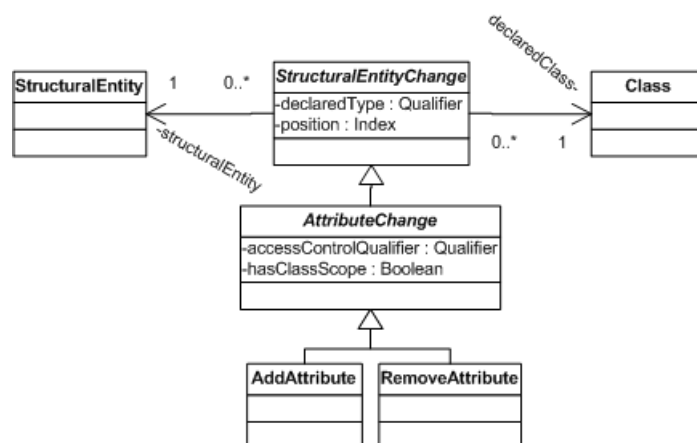 declaredClass-
StructuralEntity
1
0..*
StructuralEntityChange
-declaredType : Qualifier
-position : Index
0..*
1
Class
-structuralEntity
AttributeChange
-accessControlQualifier : Qualifier
-hasClassScope : Boolean
AddAttribute
RemoveAttribute